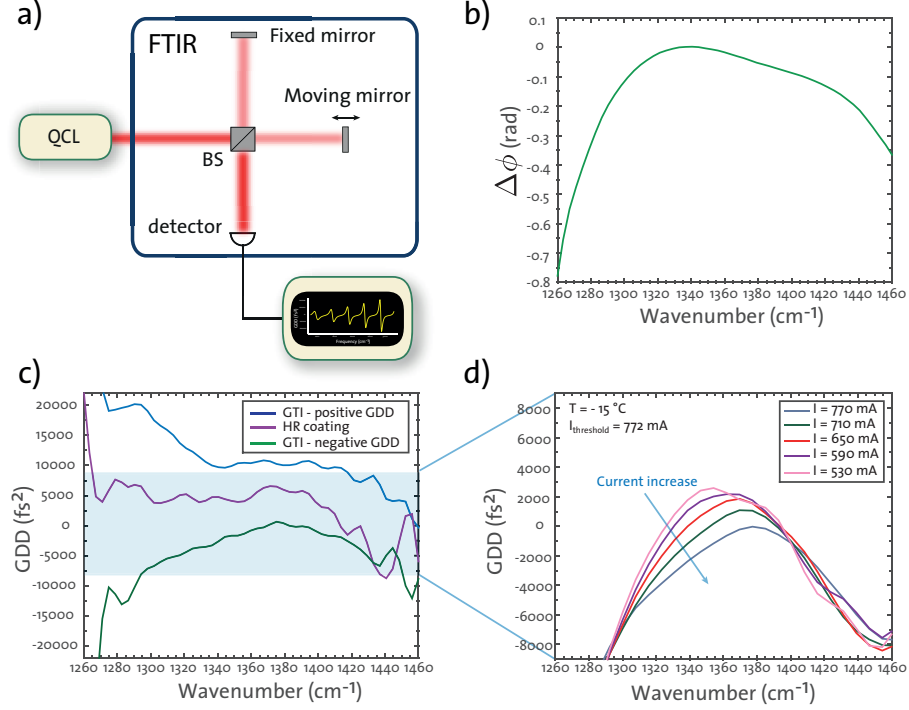 a)
FTIR
Fixed mirror
Moving mirror
QCL
BS
detector
GDD (fs²)
Frequency (cm⁻¹)
b)
0.1
0
-0.1
-0.2
-0.3
-0.4
-0.5
-0.6
-0.7
-0.8
Δϕ (rad)
1260 1280 1300 1320 1340 1360 1380 1400 1420 1440 1460
Wavenumber (cm⁻¹)
c)
20000
15000
10000
5000
0
-5000
-10000
-15000
-20000
GDD (fs²)
GTI - positive GDD
HR coating
GTI - negative GDD
1260 1280 1300 1320 1340 1360 1380 1400 1420 1440 1460
Wavenumber (cm⁻¹)
d)
8000
6000
4000
2000
0
-2000
-4000
-6000
-8000
GDD (fs²)
T = - 15 °C
Ithreshold = 772 mA
Current increase
I = 770 mA
I = 710 mA
I = 650 mA
I = 590 mA
I = 530 mA
1260 1280 1300 1320 1340 1360 1380 1400 1420 1440 1460
Wavenumber (cm⁻¹)